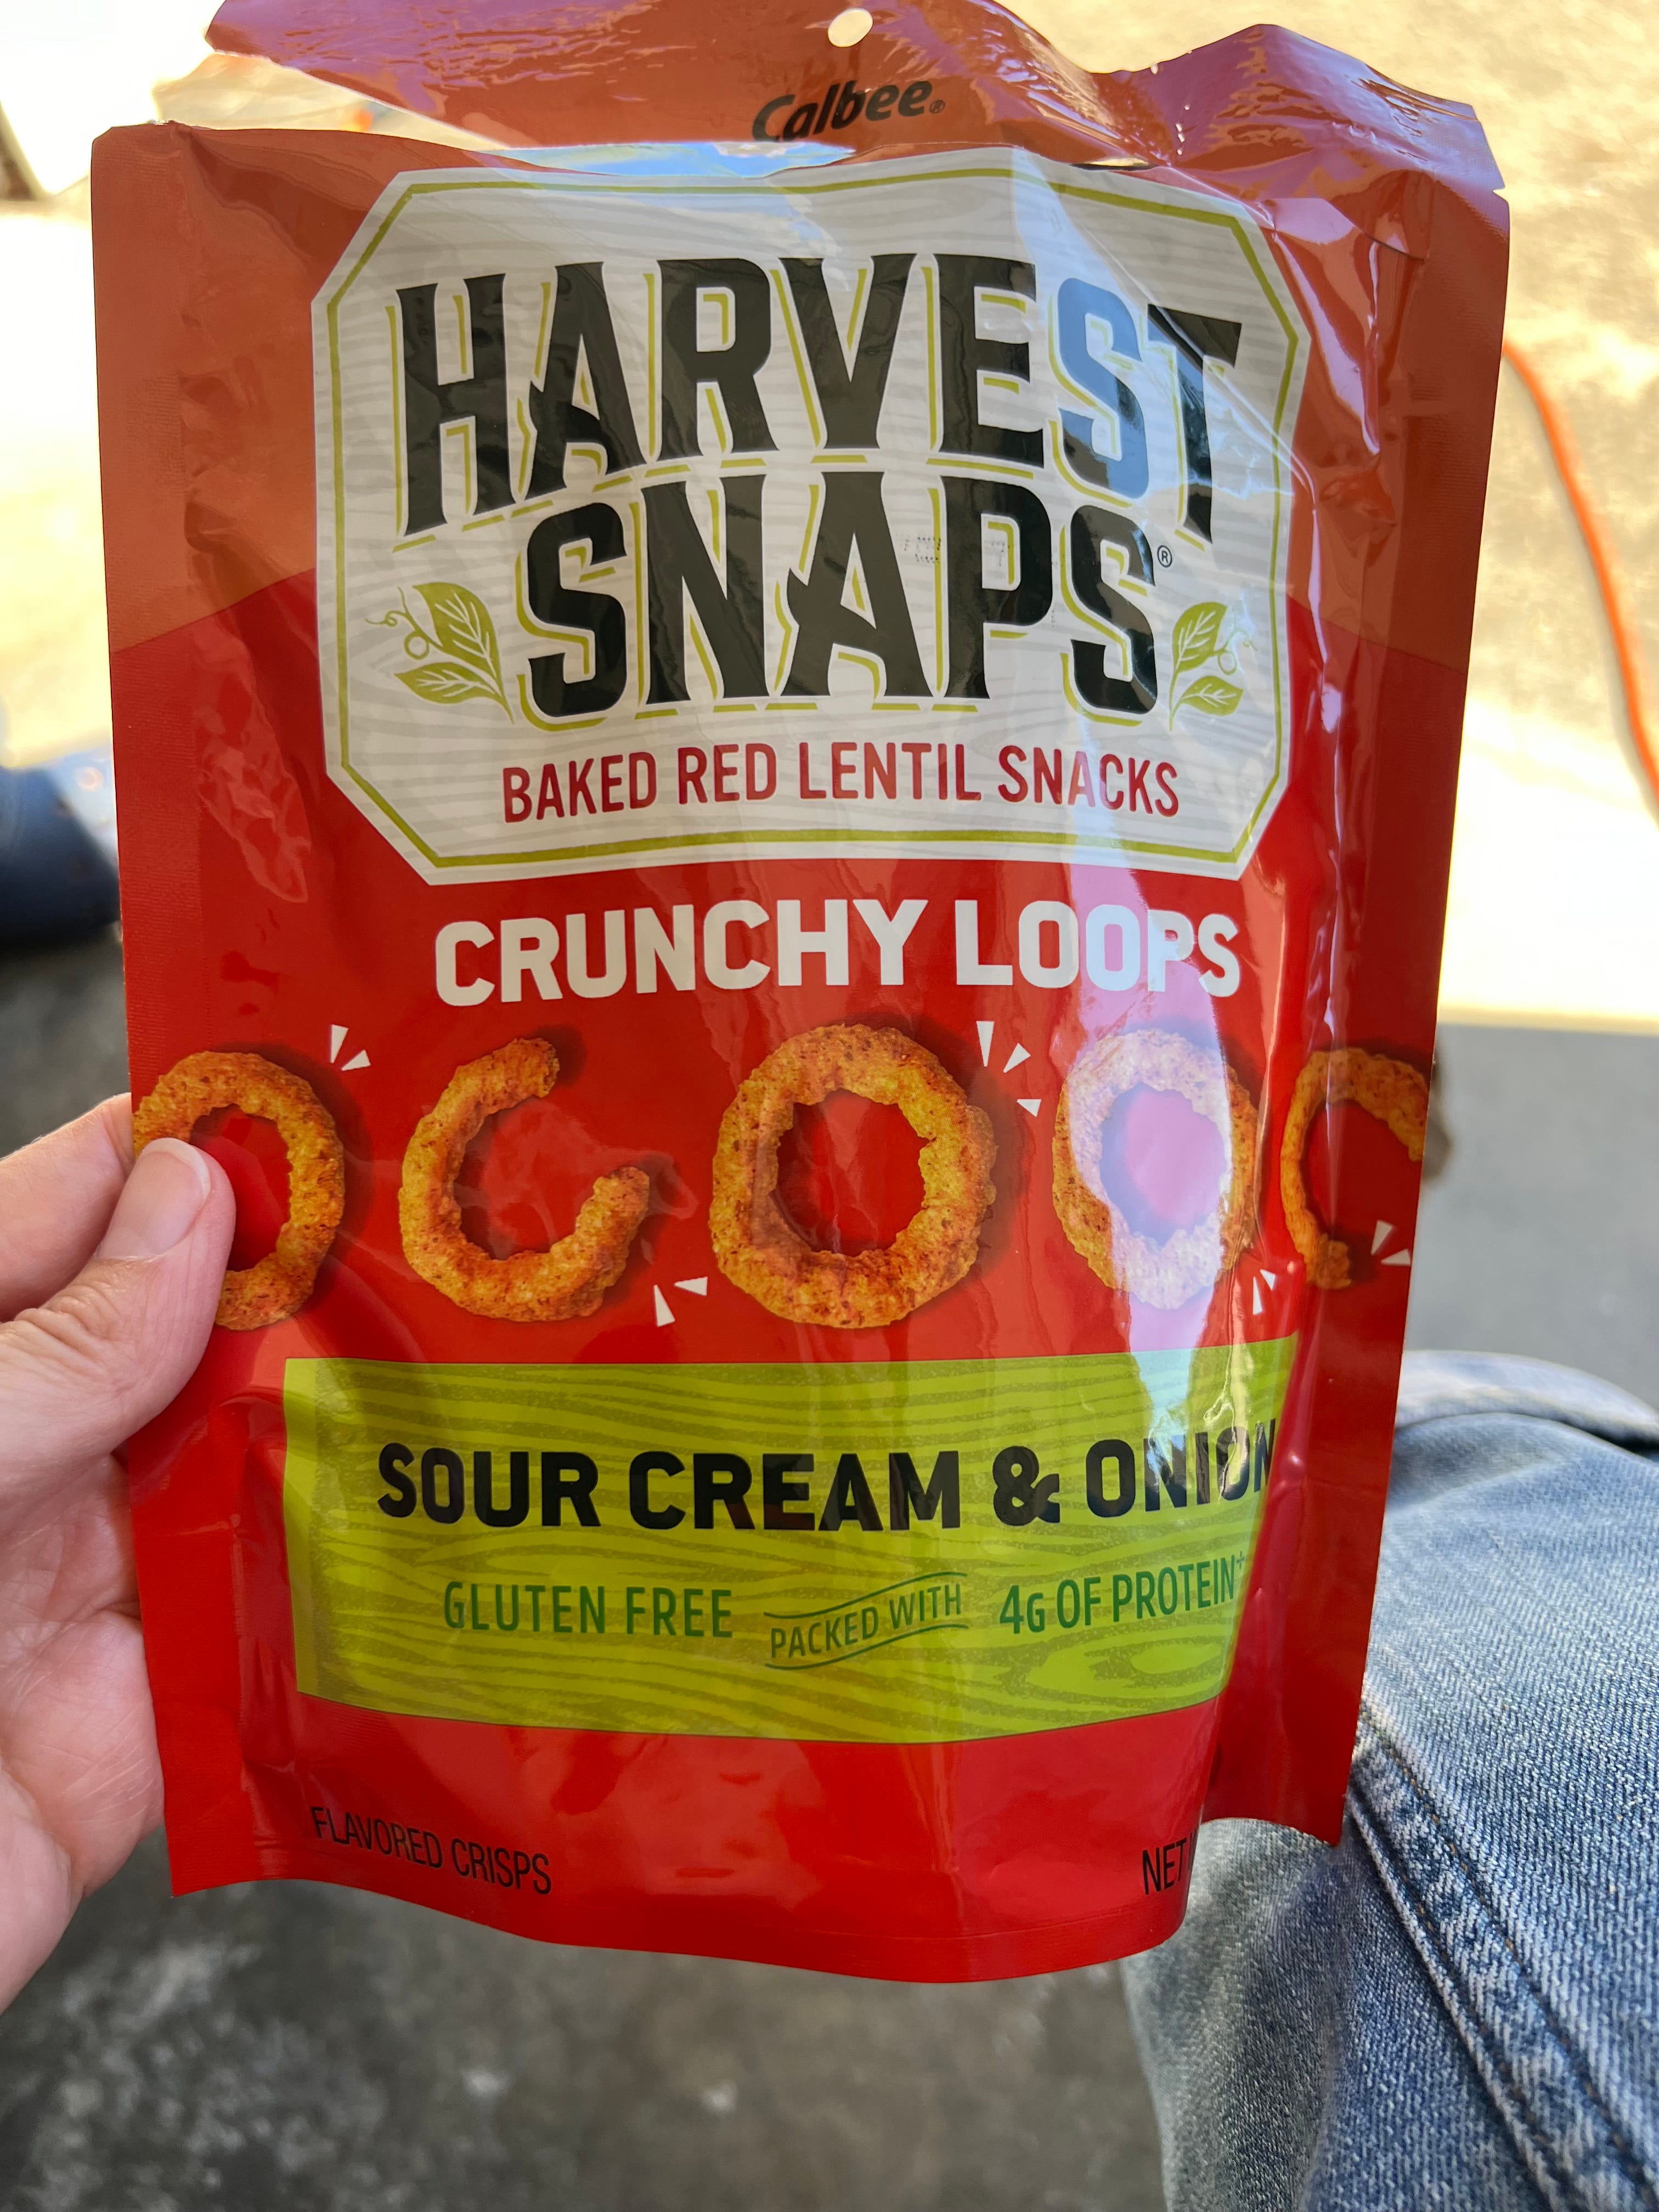 Calbee®
HARVEST
SNAPS®
BAKED RED LENTIL SNACKS
CRUNCHY LOOPS
SOUR CREAM & ONION
GLUTEN FREE PACKED WITH 4G OF PROTEIN+
FLAVORED CRISPS
NET